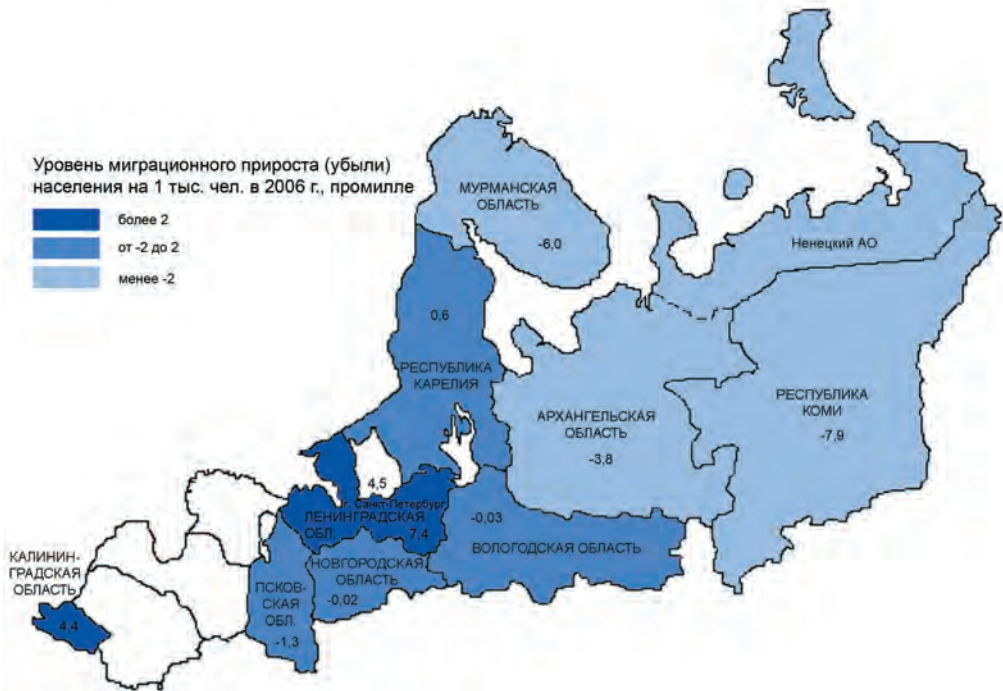 Уровень миграционного прироста (убыли)
населения на 1 тыс. чел. в 2006 г., промилле
более 2
от -2 до 2
менее -2
МУРМАНСКАЯ
ОБЛАСТЬ
-6,0
Ненецкий АО
0,6
РЕСПУБЛИКА
КАРЕЛИЯ
АРХАНГЕЛЬСКАЯ
ОБЛАСТЬ
-3,8
РЕСПУБЛИКА
КОМИ
-7,9
4,5
г. Санкт-Петербург
ЛЕНИНГРАДСКАЯ
ОБЛ.
7,4
-0,03
ВОЛОГОДСКАЯ ОБЛАСТЬ
НОВГОРОДСКАЯ
ОБЛАСТЬ
-0,02
ПСКОВ-
СКАЯ
ОБЛ.
-1,3
КАЛИНИН-
ГРАДСКАЯ
ОБЛАСТЬ
4,4